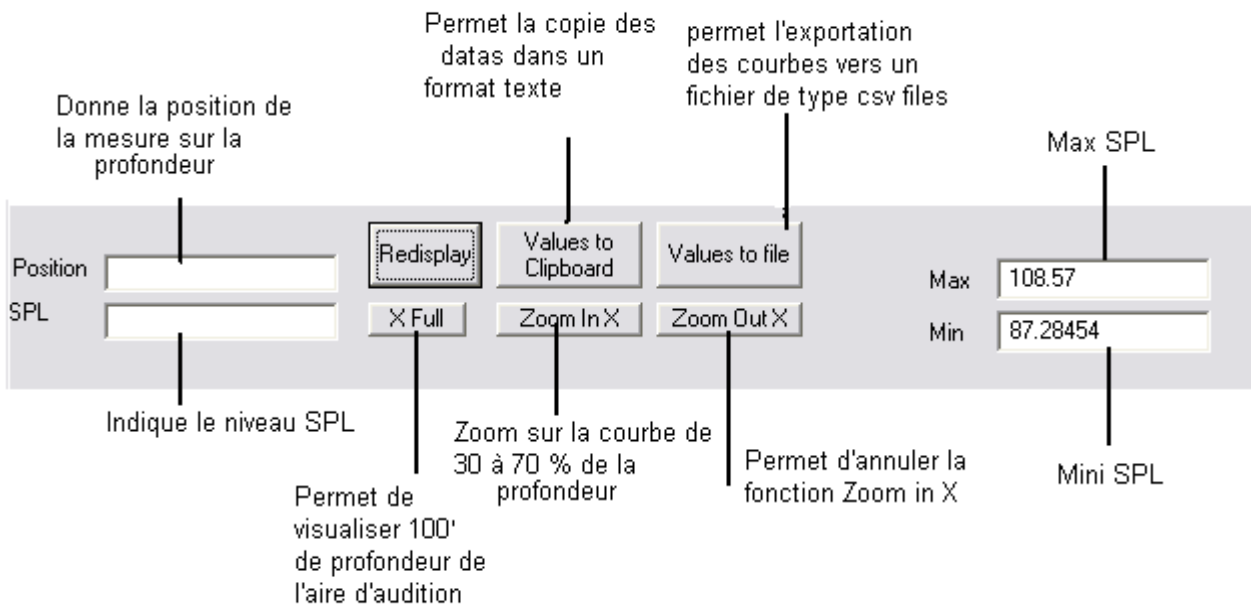 Permet la copie des
datas dans un
format texte
permet l'exportation
des courbes vers un
fichier de type csv files
Donne la position de
la mesure sur la
profondeur
Max SPL
Position
Redisplay
Values to
Clipboard
Values to file
Max
108.57
SPL
X Full
Zoom In X
Zoom Out X
Min
87.28454
Indique le niveau SPL
Zoom sur la courbe de
30 à 70 % de la
profondeur
Permet d'annuler la
fonction Zoom in X
Mini SPL
Permet de
visualiser 100'
de profondeur de
l'aire d'audition